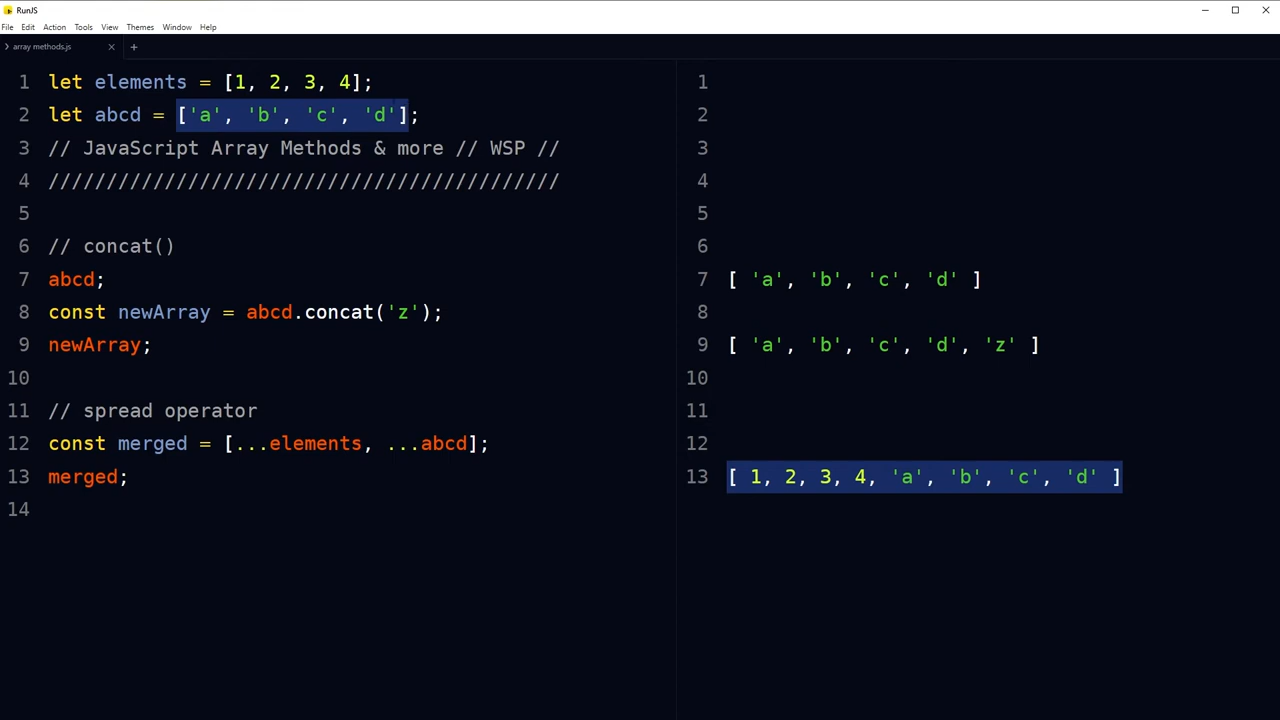 RunJS
File Edit Action Tools View Themes Window Help
array methods.js
1 let elements = [1, 2, 3, 4];
2 let abcd = ['a', 'b', 'c', 'd'];
3 // JavaScript Array Methods & more // WSP //
4 ////////////////////////////////////////////
5
6 // concat()
7 abcd;
8 const newArray = abcd.concat('z');
9 newArray;
10
11 // spread operator
12 const merged = [...elements, ...abcd];
13 merged;
14
1
2
3
4
5
6
7 [ 'a', 'b', 'c', 'd' ]
8
9 [ 'a', 'b', 'c', 'd', 'z' ]
10
11
12
13 [ 1, 2, 3, 4, 'a', 'b', 'c', 'd' ]